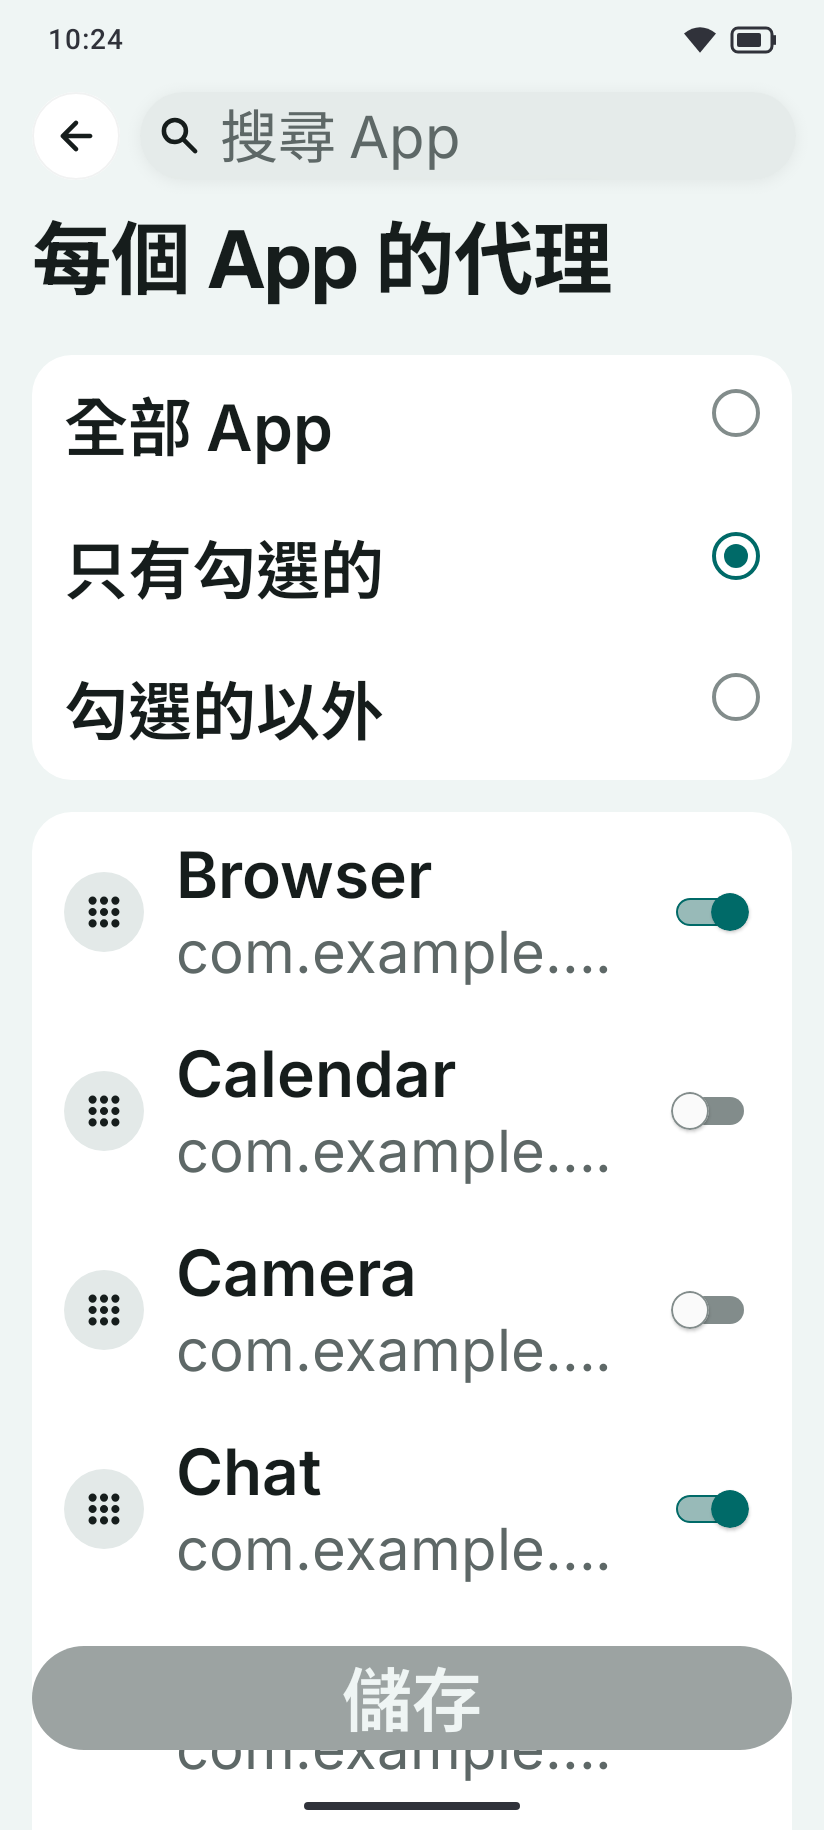 10:24
搜尋 App
每個 App 的代理
全部 App
只有勾選的
勾選的以外
Browser
com.example....
Calendar
com.example....
Camera
com.example....
Chat
com.example....
儲存
com.example....